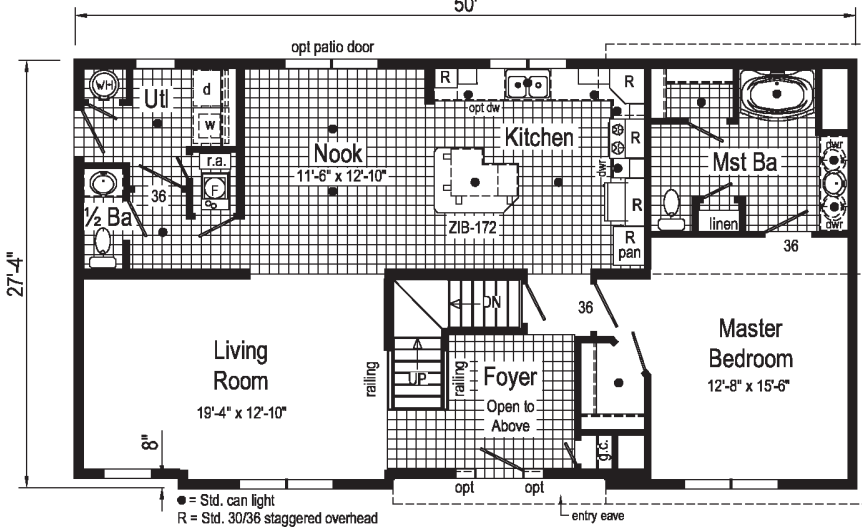 50'
opt patio door
WH
Utl
d
w
r.a.
F
36
½ Ba
Nook
11'-6" x 12'-10"
R
opt dw
Kitchen
ZIB-172
R
R
dwr
R
R
pan
Mst Ba
linen
dwr
dwr
36
27'-4"
Living
Room
19'-4" x 12'-10"
DN
UP
railing
railing
36
Foyer
Open to
Above
g.c.
Master
Bedroom
12'-8" x 15'-6"
8"
opt
opt
entry eave
● = Std. can light
R = Std. 30/36 staggered overhead